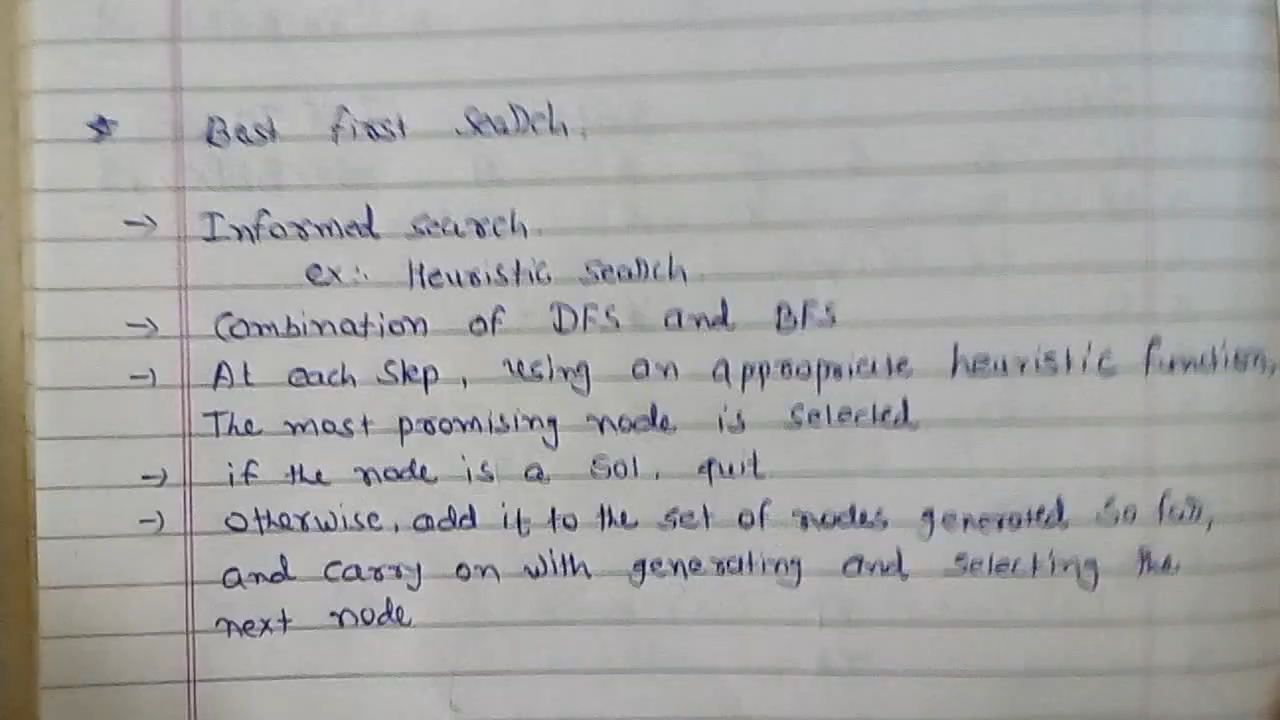 * Best first search.
→ Informed search.
ex:. Heuristic search
→ Combination of DFS and BFS
→ At each step, using an appropriate heuristic function,
The most promising node is selected
→ if the node is a sol, quit
→ otherwise, add it to the set of nodes generated so far,
and carry on with generating and selecting the
next node